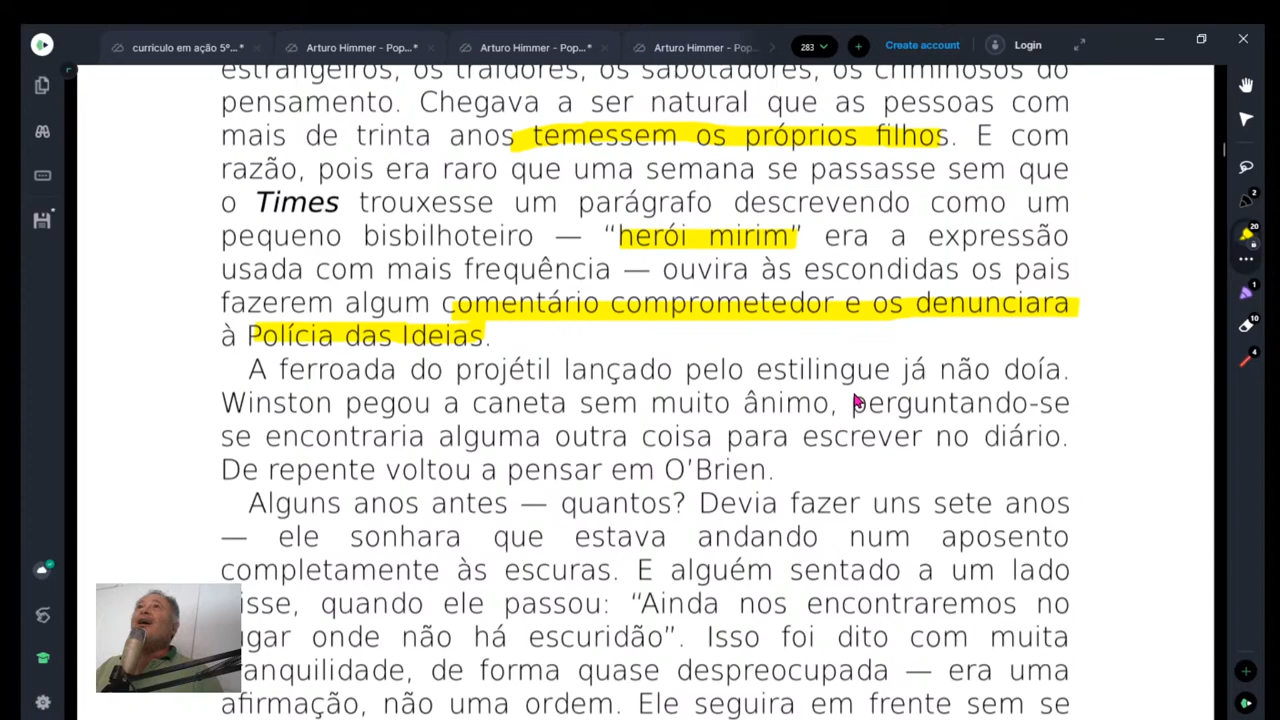 curriculo em ação 5º...*
Arturo Himmer - Pop...*
Arturo Himmer - Pop...*
Arturo Himmer - Pop...
283
Create account
Login
estrangeiros, os traidores, os sabotadores, os criminosos do
pensamento. Chegava a ser natural que as pessoas com
mais de trinta anos temessem os próprios filhos. E com
razão, pois era raro que uma semana se passasse sem que
o Times trouxesse um parágrafo descrevendo como um
pequeno bisbilhoteiro — “herói mirim” era a expressão
usada com mais frequência — ouvira às escondidas os pais
fazerem algum comentário comprometedor e os denunciara
à Polícia das Ideias.
A ferroada do projétil lançado pelo estilingue já não doía.
Winston pegou a caneta sem muito ânimo, perguntando-se
se encontraria alguma outra coisa para escrever no diário.
De repente voltou a pensar em O’Brien.
Alguns anos antes — quantos? Devia fazer uns sete anos
— ele sonhara que estava andando num aposento
completamente às escuras. E alguém sentado a um lado
isse, quando ele passou: “Ainda nos encontraremos no
ugar onde não há escuridão”. Isso foi dito com muita
anquilidade, de forma quase despreocupada — era uma
afirmação, não uma ordem. Ele seguira em frente sem se
2
20
1
10
4